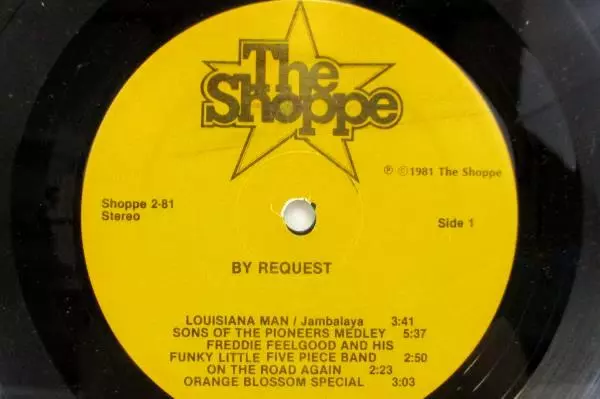 The
Shoppe
℗ ©1981 The Shoppe
Shoppe 2-81
Stereo
Side 1
BY REQUEST
LOUISIANA MAN / Jambalaya 3:41
SONS OF THE PIONEERS MEDLEY 5:37
FREDDIE FEELGOOD AND HIS
FUNKY LITTLE FIVE PIECE BAND 2:50
ON THE ROAD AGAIN 2:23
ORANGE BLOSSOM SPECIAL 3:03